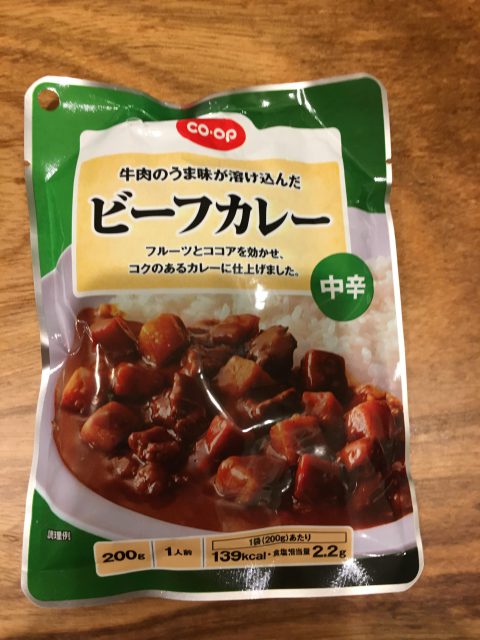 CO・OP
牛肉のうま味が溶け込んだ
ビーフカレー
フルーツとココアを効かせ、
コクのあるカレーに仕上げました。
中辛
調理例
200g 1人前
1袋(200g)あたり
139kcal・食塩相当量2.2g